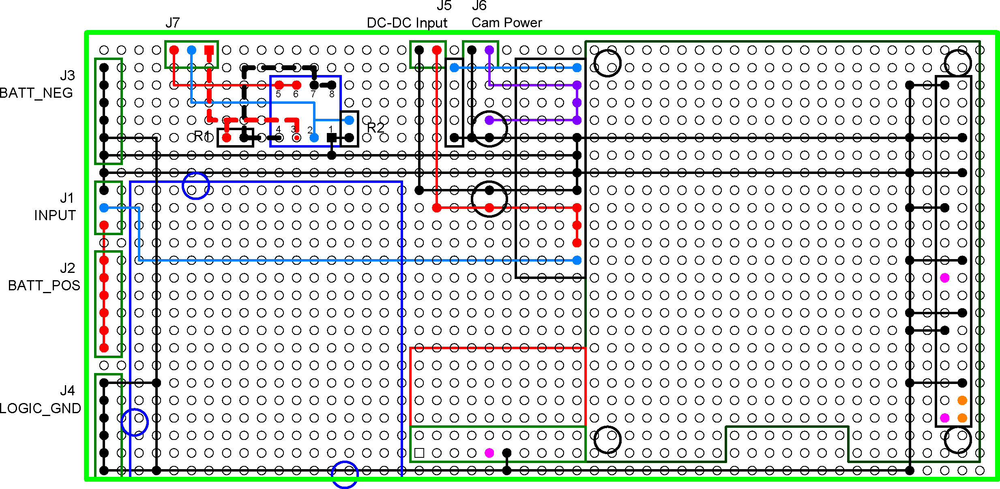 J5 J6
DC-DC Input Cam Power
J7
J3
BATT_NEG
5 6 7 8
R1 4 3 2 1 R2
J1
INPUT
J2
BATT_POS
J4
LOGIC_GND